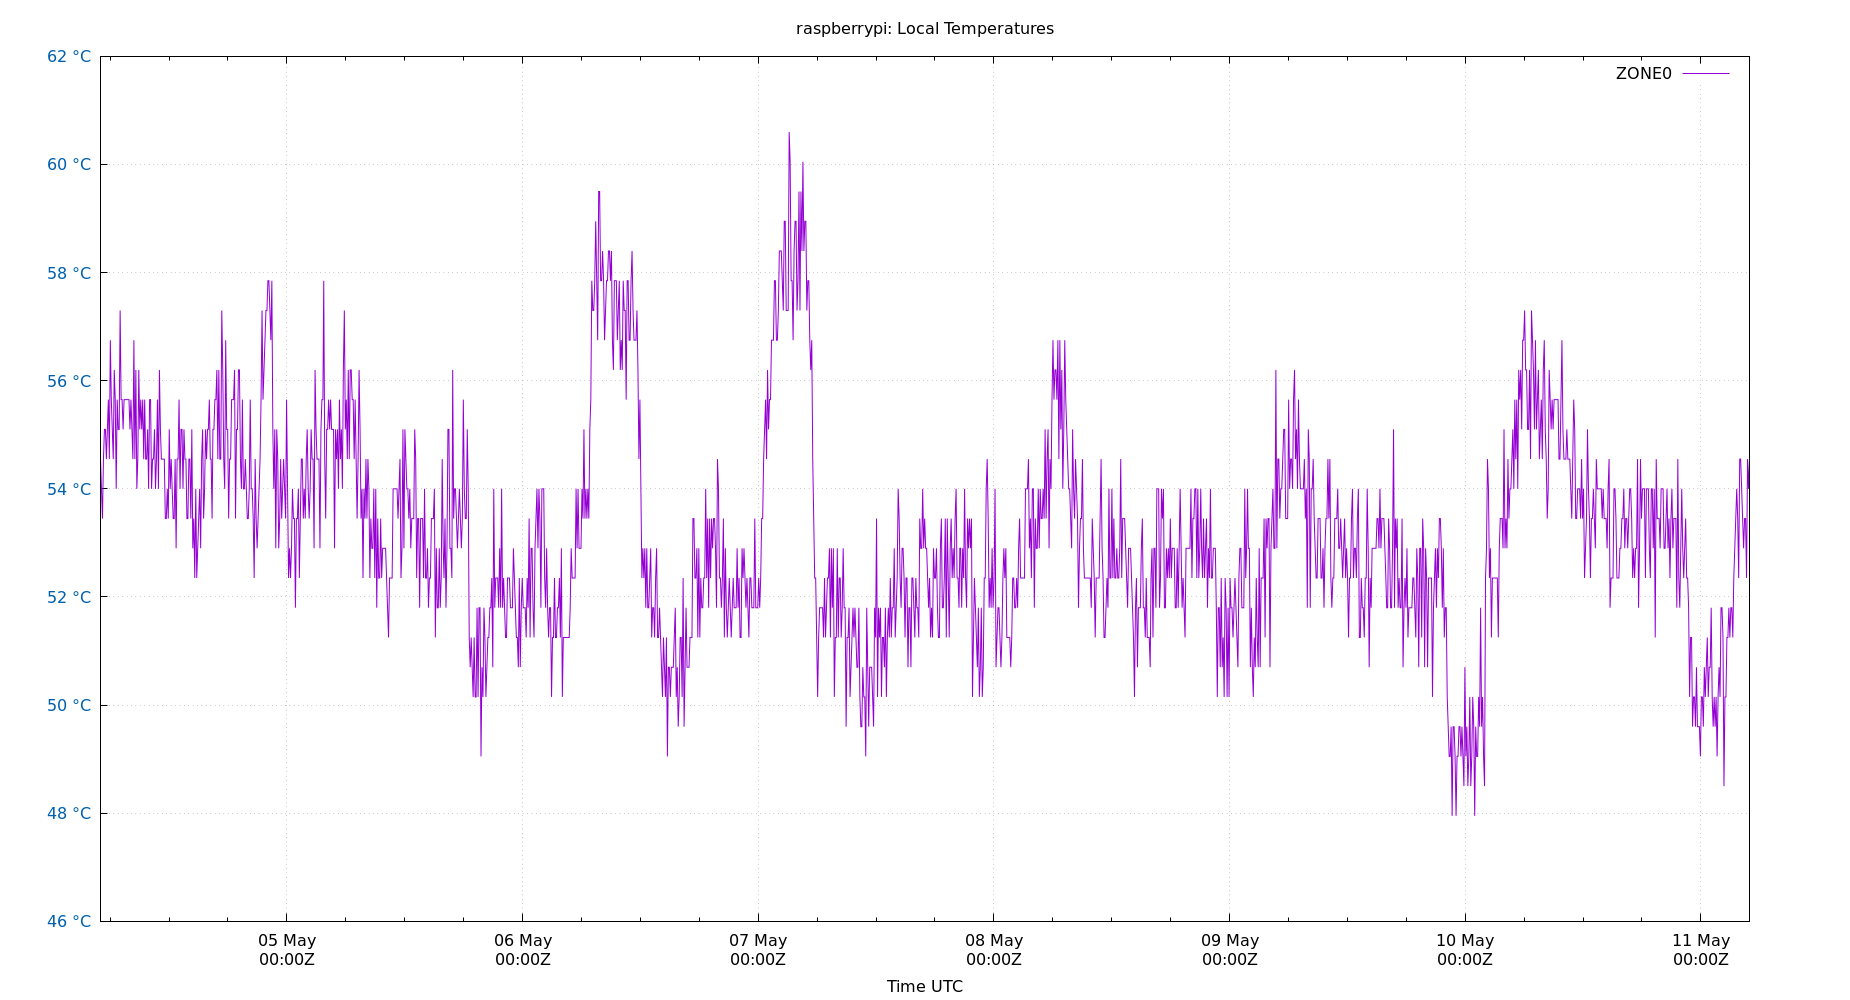 raspberrypi: Local Temperatures
ZONE0
62 °C
60 °C
58 °C
56 °C
54 °C
52 °C
50 °C
48 °C
46 °C
05 May 06 May 07 May 08 May 09 May 10 May 11 May
00:00Z 00:00Z 00:00Z 00:00Z 00:00Z 00:00Z 00:00Z
Time UTC